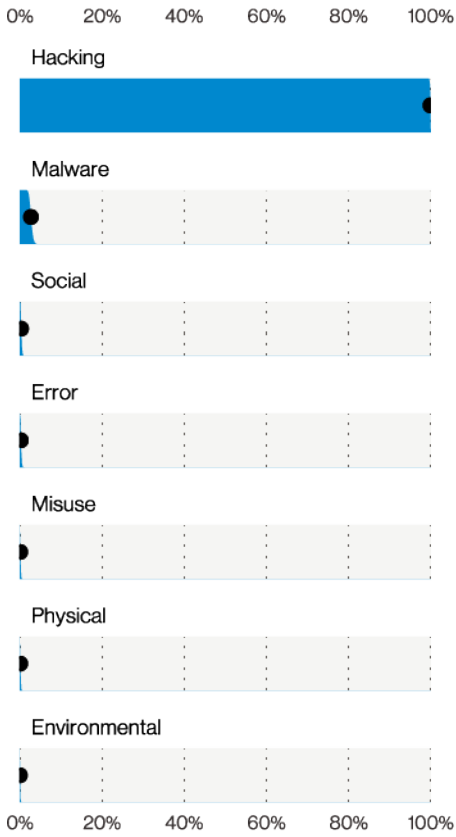 0% 20% 40% 60% 80% 100%
Hacking
Malware
Social
Error
Misuse
Physical
Environmental
0% 20% 40% 60% 80% 100%